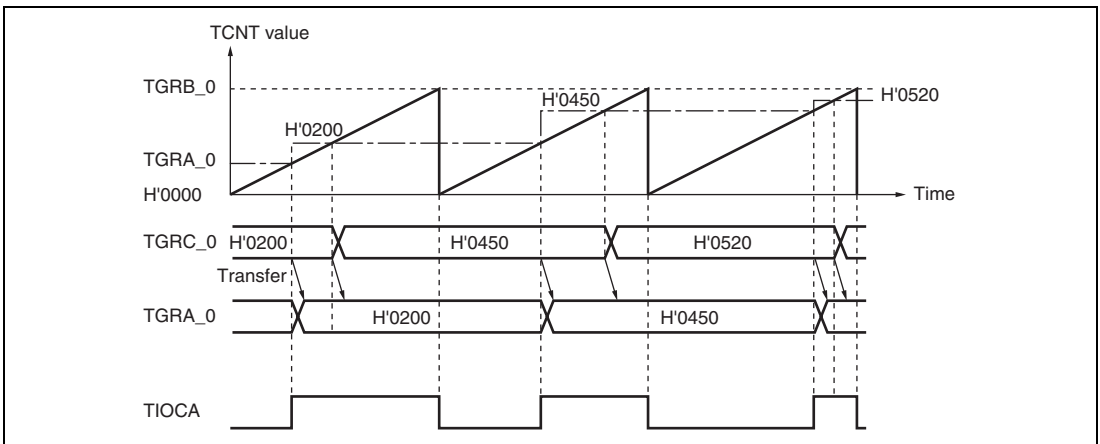 TCNT value
TGRB_0
H'0520
H'0450
H'0200
TGRA_0
H'0000
Time
TGRC_0 H'0200 H'0450 H'0520
Transfer
TGRA_0 H'0200 H'0450
TIOCA